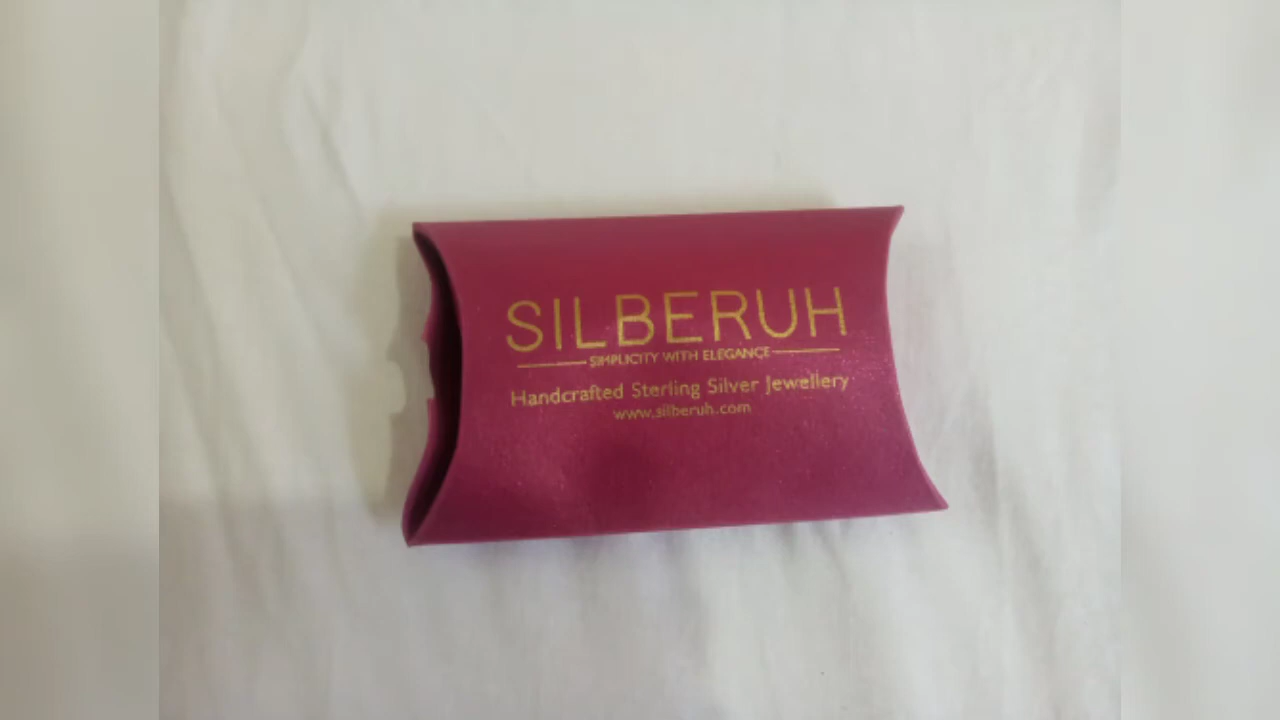 SILBERUH
SIMPLICITY WITH ELEGANCE
Handcrafted Sterling Silver Jewellery
www.silberuh.com